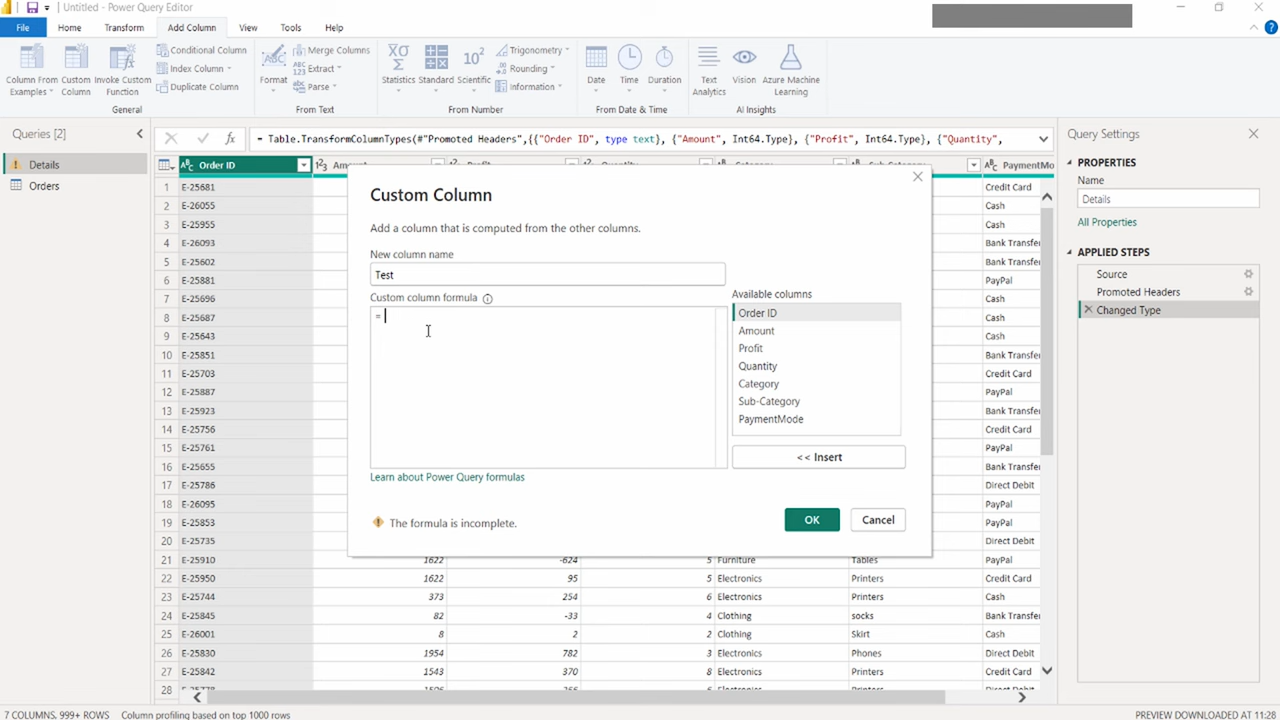 Untitled - Power Query Editor
File Home Transform Add Column View Tools Help
Column From Examples Custom Column Invoke Custom Function Conditional Column Index Column Duplicate Column
General
Format Merge Columns Extract Parse
From Text
Statistics Standard Scientific Trigonometry Rounding Information
From Number
Date Time Duration
From Date & Time
Text Analytics Vision Azure Machine Learning
AI Insights
Queries [2]
Details
Orders
= Table.TransformColumnTypes(#"Promoted Headers",{{"Order ID", type text}, {"Amount", Int64.Type}, {"Profit", Int64.Type}, {"Quantity",
Order ID PaymentMo
1 E-25681 Credit Card
2 E-26055 Cash
3 E-25955 Cash
4 E-26093 Bank Transfer
5 E-25602 Bank Transfe
6 E-25881 PayPal
7 E-25696 Cash
8 E-25687 Cash
9 E-25643 Cash
10 E-25851 Bank Transfe
11 E-25703 Credit Card
12 E-25887 PayPal
13 E-25923 Bank Transfe
14 E-25756 Credit Card
15 E-25761 PayPal
16 E-25655 Bank Transfe
17 E-25786 Direct Debit
18 E-26095 PayPal
19 E-25853 PayPal
20 E-25735 Direct Debit
21 E-25910 1622 -624 5 Furniture Tables PayPal
22 E-25950 1622 95 5 Electronics Printers Credit Card
23 E-25744 373 254 6 Electronics Printers Cash
24 E-25845 82 -33 4 Clothing socks Bank Transfer
25 E-26001 8 2 2 Clothing Skirt Cash
26 E-25830 1954 782 3 Electronics Phones Direct Debit
27 E-25842 1543 370 8 Electronics Printers Credit Card
28
Custom Column
Add a column that is computed from the other columns.
New column name
Test
Custom column formula
=
Available columns
Order ID
Amount
Profit
Quantity
Category
Sub-Category
PaymentMode
<< Insert
Learn about Power Query formulas
The formula is incomplete.
OK
Cancel
Query Settings
PROPERTIES
Name
Details
All Properties
APPLIED STEPS
Source
Promoted Headers
Changed Type
7 COLUMNS, 999+ ROWS Column profiling based on top 1000 rows
PREVIEW DOWNLOADED AT 11:28